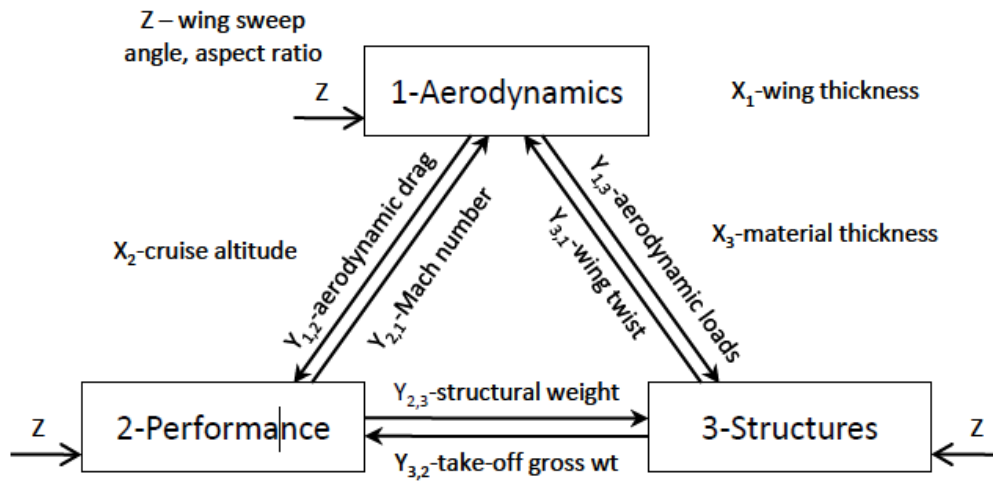 Z – wing sweep
angle, aspect ratio
Z
1-Aerodynamics
X₁-wing thickness
Y₁,₂-aerodynamic drag
Y₂,₁-Mach number
Y₁,₃-aerodynamic loads
Y₃,₁-wing twist
X₂-cruise altitude
X₃-material thickness
Z
2-Performance
Y₂,₃-structural weight
Y₃,₂-take-off gross wt
3-Structures
Z